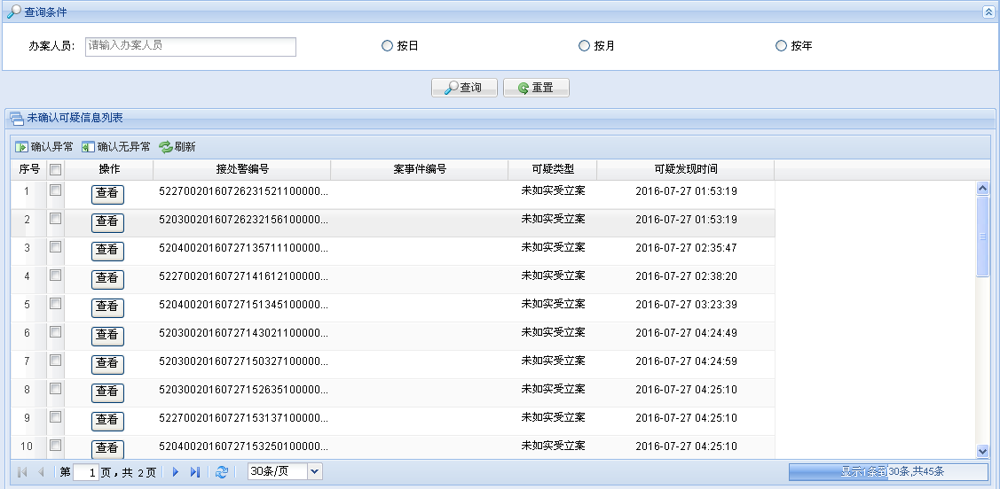 查询条件
办案人员: 请输入办案人员 按日 按月 按年
查询 重置
未确认可疑信息列表
确认异常 确认无异常 刷新
序号 操作 接处警编号 案事件编号 可疑类型 可疑发现时间
1 查看 52270020160726231521100000... 未如实受立案 2016-07-27 01:53:19
2 查看 52030020160726232156100000... 未如实受立案 2016-07-27 01:53:19
3 查看 52040020160727135711100000... 未如实受立案 2016-07-27 02:35:47
4 查看 52270020160727141612100000... 未如实受立案 2016-07-27 02:38:20
5 查看 52040020160727151345100000... 未如实受立案 2016-07-27 03:23:39
6 查看 52030020160727143021100000... 未如实受立案 2016-07-27 04:24:49
7 查看 52030020160727150327100000... 未如实受立案 2016-07-27 04:24:59
8 查看 52030020160727152635100000... 未如实受立案 2016-07-27 04:25:10
9 查看 52270020160727153137100000... 未如实受立案 2016-07-27 04:25:10
10 查看 52040020160727153250100000... 未如实受立案 2016-07-27 04:25:10
第 1 页,共 2 页 30条/页 显示1条到30条,共45条